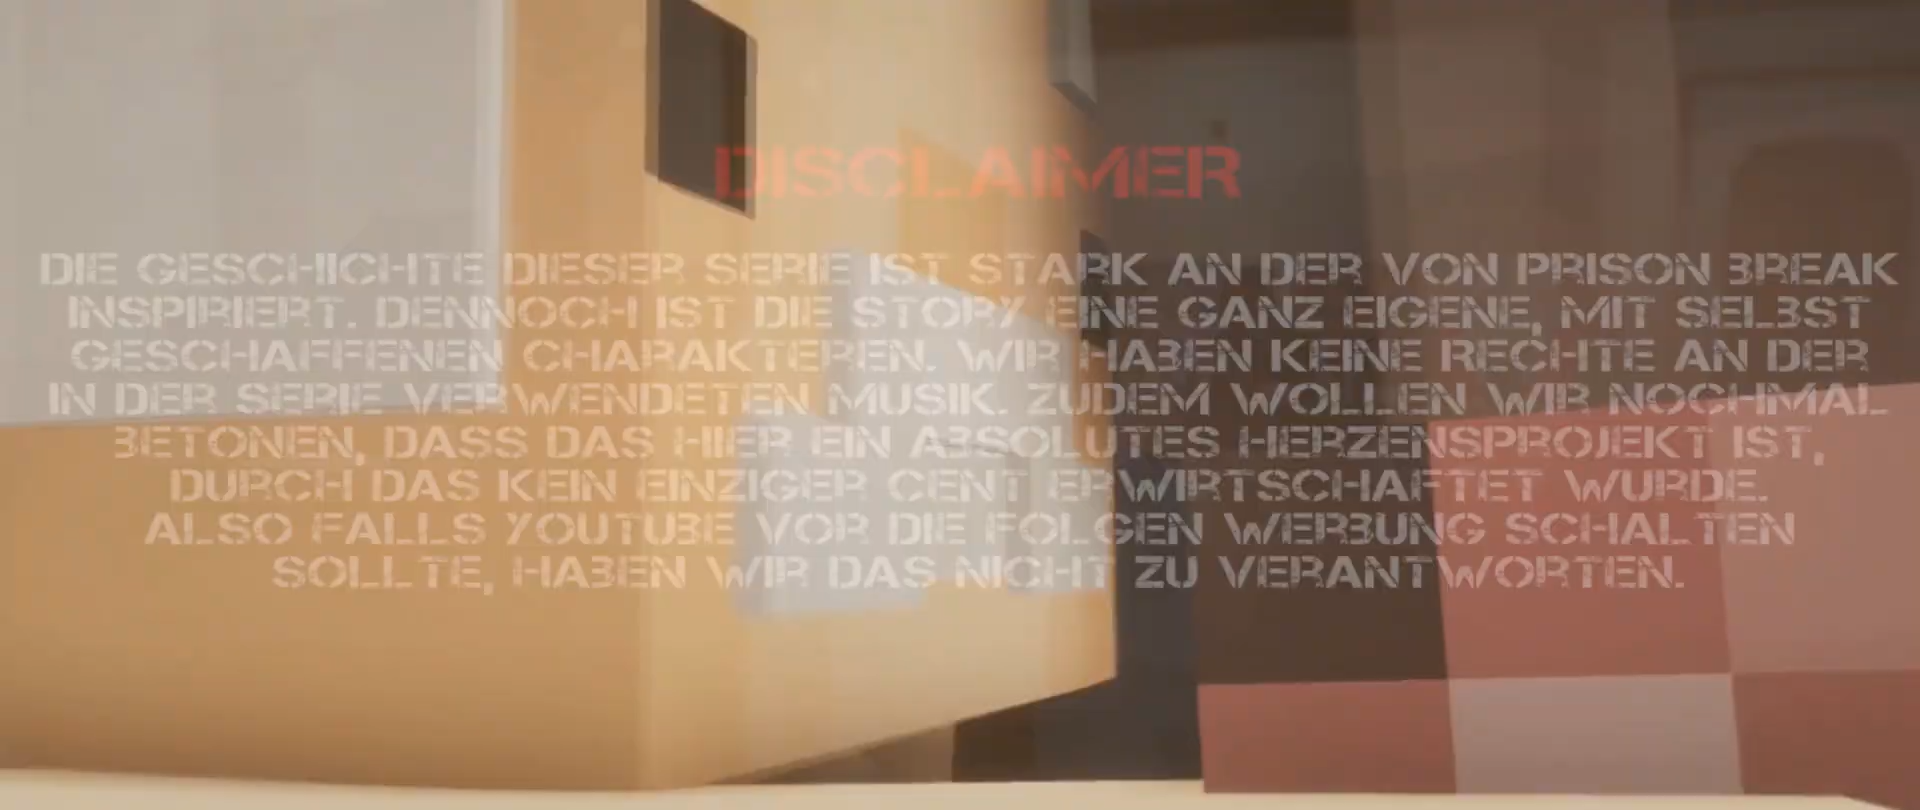 DISCLAIMER
DIE GESCHICHTE DIESER SERIE IST STARK AN DER VON PRISON BREAK
INSPIRIERT. DENNOCH IST DIE STORY EINE GANZ EIGENE, MIT SELBST
GESCHAFFENEN CHARAKTEREN. WIR HABEN KEINE RECHTE AN DER
IN DER SERIE VERWENDETEN MUSIK. ZUDEM WOLLEN WIR NOCHMAL
BETONEN, DASS DAS HIER EIN ABSOLUTES HERZENSPROJEKT IST,
DURCH DAS KEIN EINZIGER CENT ERWIRTSCHAFTET WURDE.
ALSO FALLS YOUTUBE VOR DIE FOLGEN WERBUNG SCHALTEN
SOLLTE, HABEN WIR DAS NICHT ZU VERANTWORTEN.